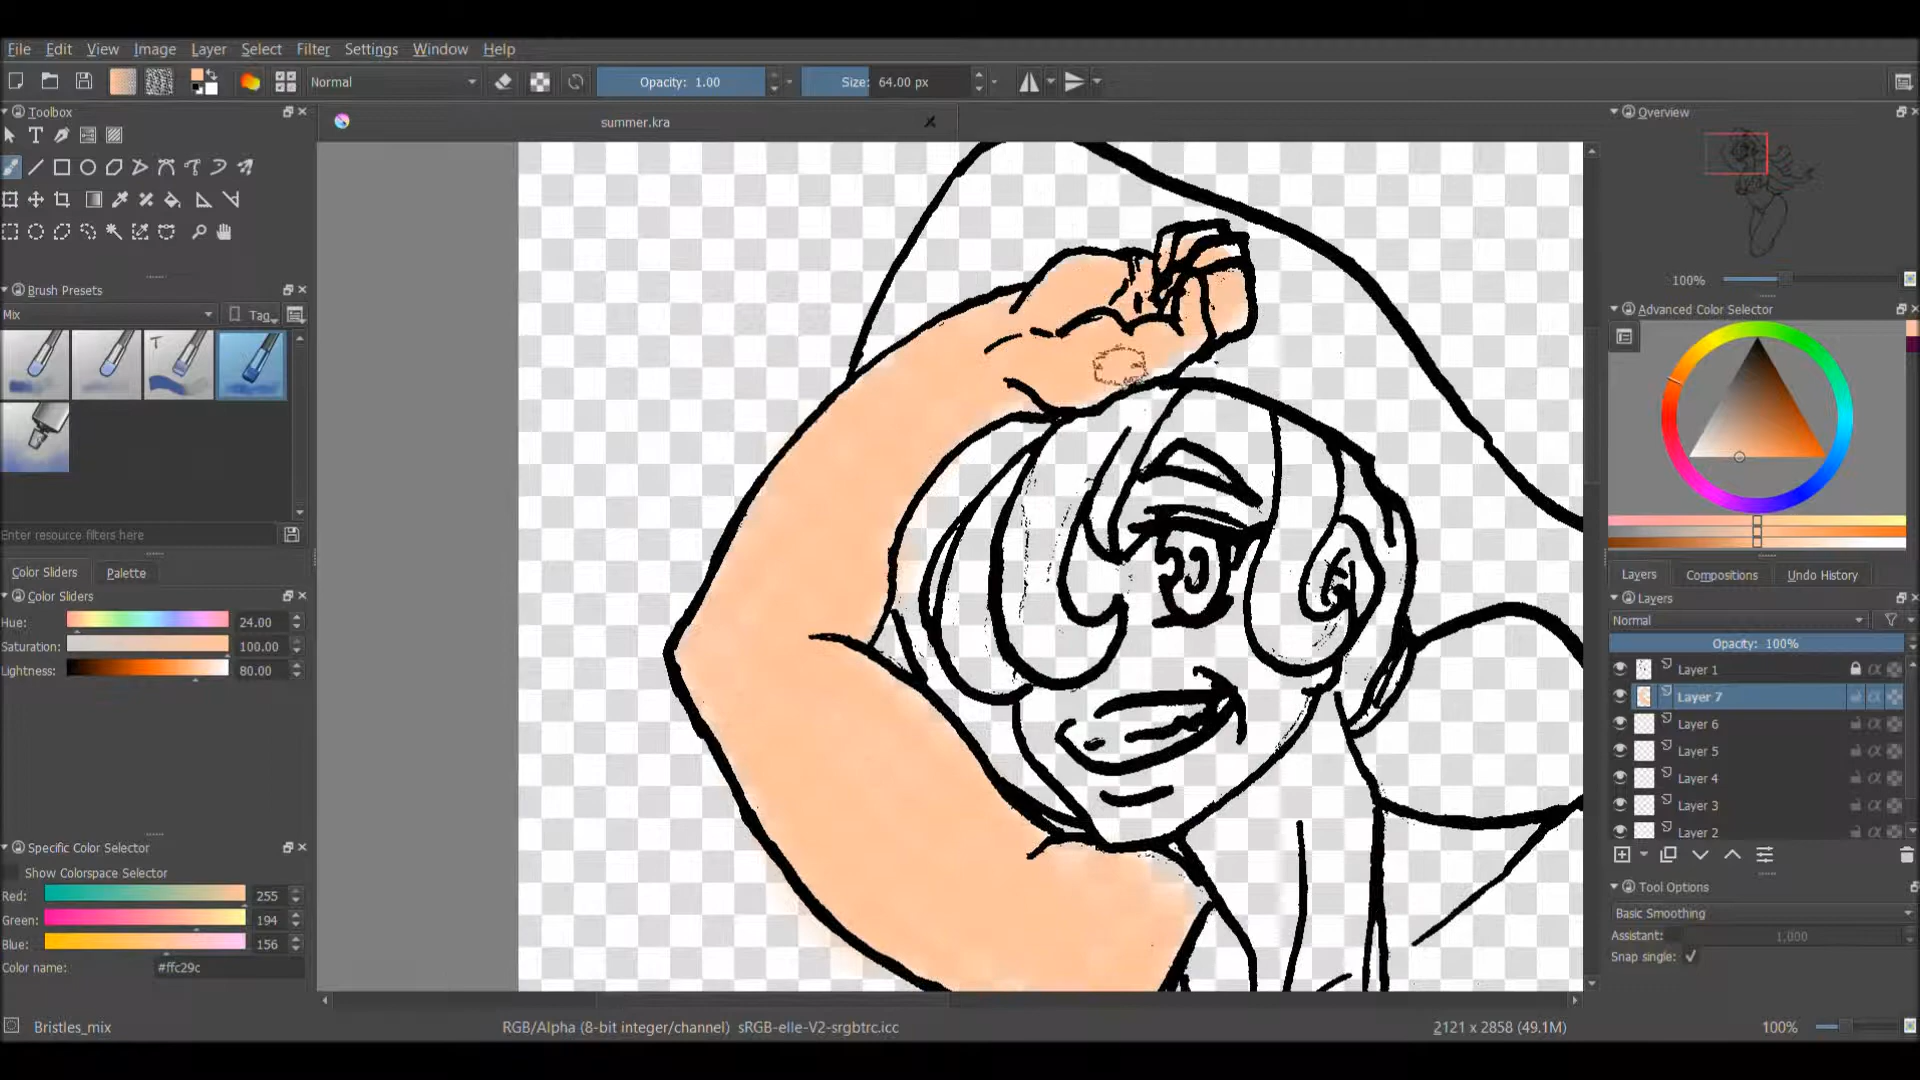 File Edit View Image Layer Select Filter Settings Window Help
Normal Opacity: 1.00 Size: 64.00 px
Toolbox
summer.kra
Overview
100%
Brush Presets
Mix Tag
Enter resource filters here
Color Sliders Palette
Color Sliders
Hue: 24.00
Saturation: 100.00
Lightness: 80.00
Specific Color Selector
Show Colorspace Selector
Red: 255
Green: 194
Blue: 156
Color name: #ffc29c
Advanced Color Selector
Layers Compositions Undo History
Layers
Normal
Opacity: 100%
Layer 1
Layer 7
Layer 6
Layer 5
Layer 4
Layer 3
Layer 2
Tool Options
Basic Smoothing
Assistant: 1,000
Snap single:
Bristles_mix RGB/Alpha (8-bit integer/channel) sRGB-elle-V2-srgbtrc.icc 2121 x 2858 (49.1M) 100%